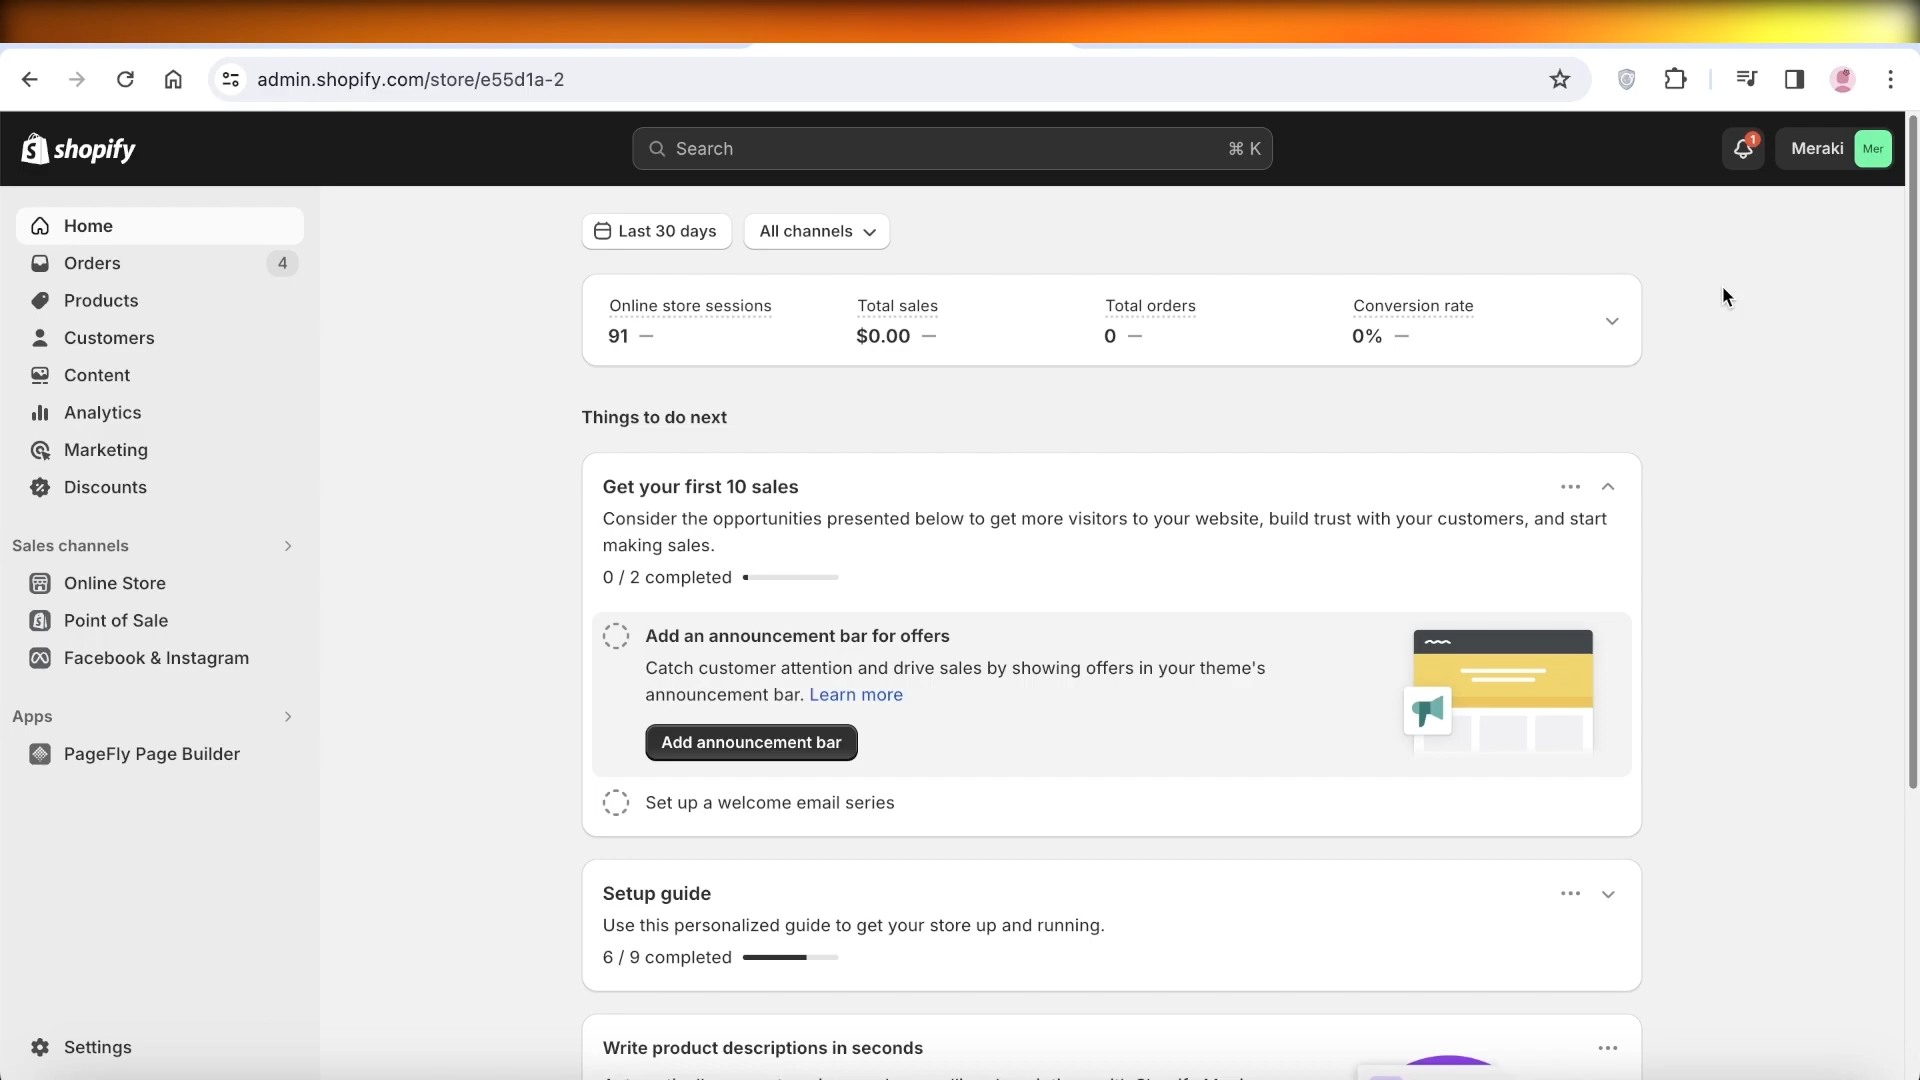 admin.shopify.com/store/e55d1a-2
shopify
Search
⌘ K
1
Meraki
Mer
Home
Orders
4
Products
Customers
Content
Analytics
Marketing
Discounts
Sales channels
Online Store
Point of Sale
Facebook & Instagram
Apps
PageFly Page Builder
Settings
Last 30 days
All channels
Online store sessions
91 —
Total sales
$0.00 —
Total orders
0 —
Conversion rate
0% —
Things to do next
Get your first 10 sales
Consider the opportunities presented below to get more visitors to your website, build trust with your customers, and start
making sales.
0 / 2 completed
Add an announcement bar for offers
Catch customer attention and drive sales by showing offers in your theme's
announcement bar. Learn more
Add announcement bar
Set up a welcome email series
Setup guide
Use this personalized guide to get your store up and running.
6 / 9 completed
Write product descriptions in seconds